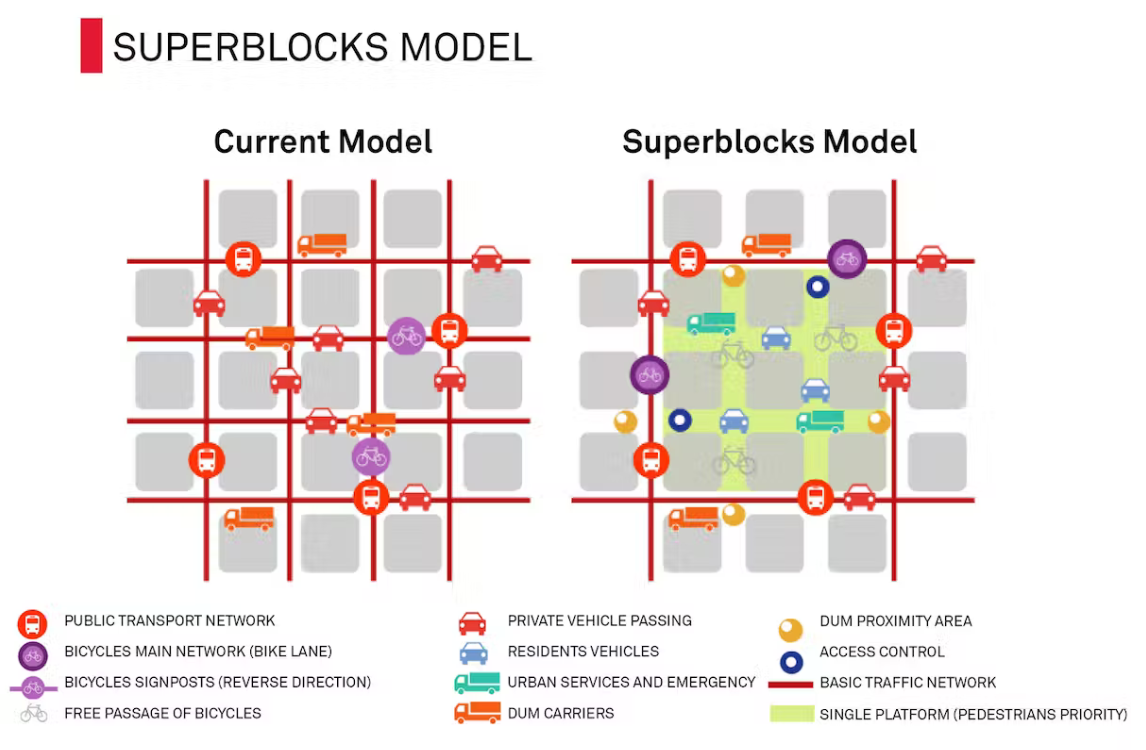 SUPERBLOCKS MODEL
Current Model
Superblocks Model
PUBLIC TRANSPORT NETWORK
BICYCLES MAIN NETWORK (BIKE LANE)
BICYCLES SIGNPOSTS (REVERSE DIRECTION)
FREE PASSAGE OF BICYCLES
PRIVATE VEHICLE PASSING
RESIDENTS VEHICLES
URBAN SERVICES AND EMERGENCY
DUM CARRIERS
DUM PROXIMITY AREA
ACCESS CONTROL
BASIC TRAFFIC NETWORK
SINGLE PLATFORM (PEDESTRIANS PRIORITY)